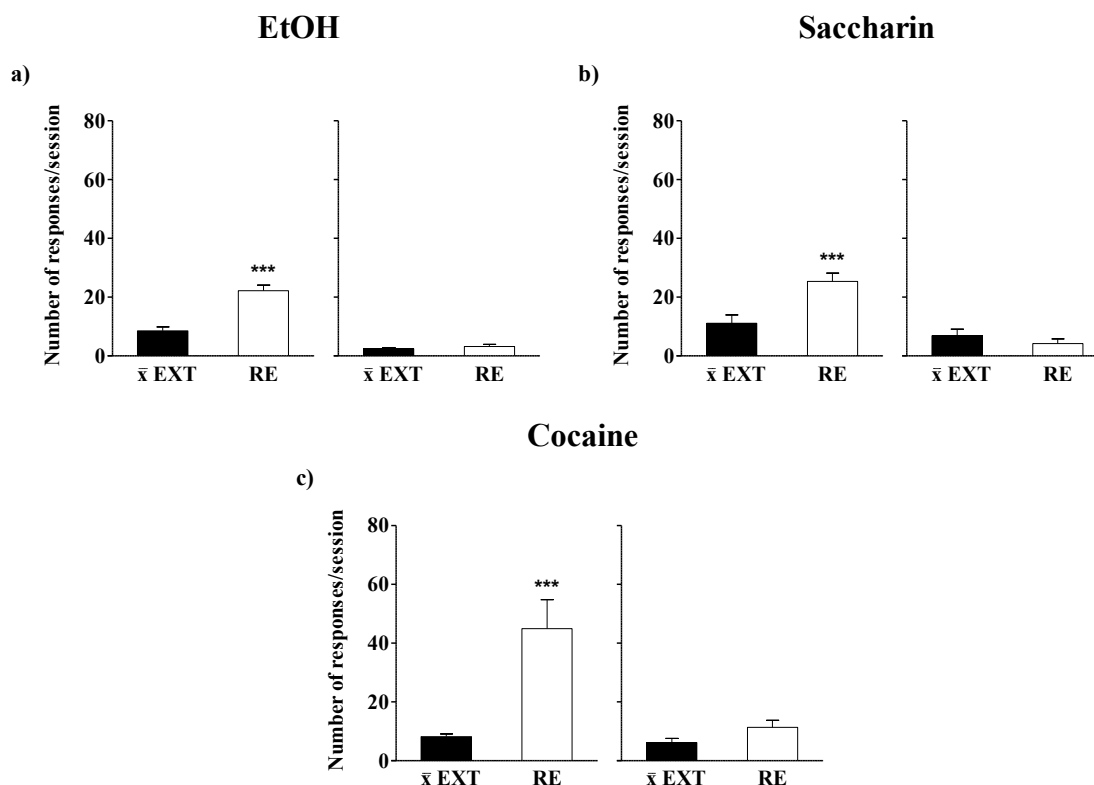 EtOH
Saccharin
a)
b)
Number of responses/session
80
60
40
20
0
***
x̄ EXT
RE
x̄ EXT
RE
Number of responses/session
80
60
40
20
0
***
x̄ EXT
RE
x̄ EXT
RE
Cocaine
c)
Number of responses/session
80
60
40
20
0
***
x̄ EXT
RE
x̄ EXT
RE